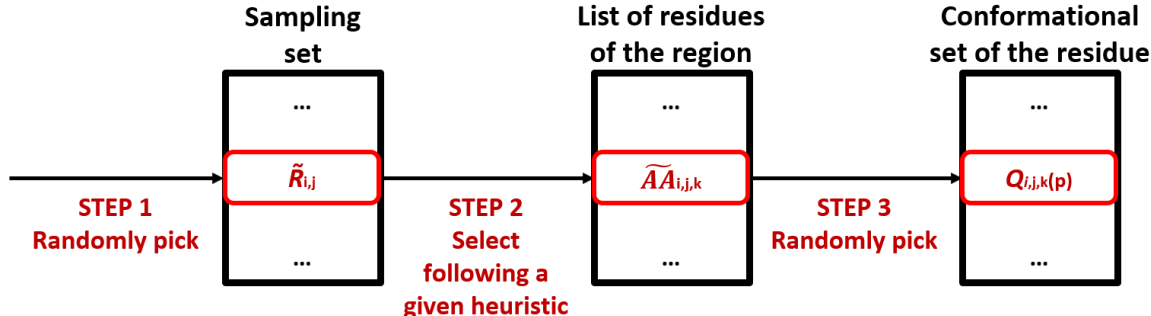 Sampling
set
List of residues
of the region
Conformational
set of the residue
...
R̃i,j
...
...
ÃÃi,j,k
...
...
Qi,j,k(p)
...
STEP 1
Randomly pick
STEP 2
Select
following a
given heuristic
STEP 3
Randomly pick